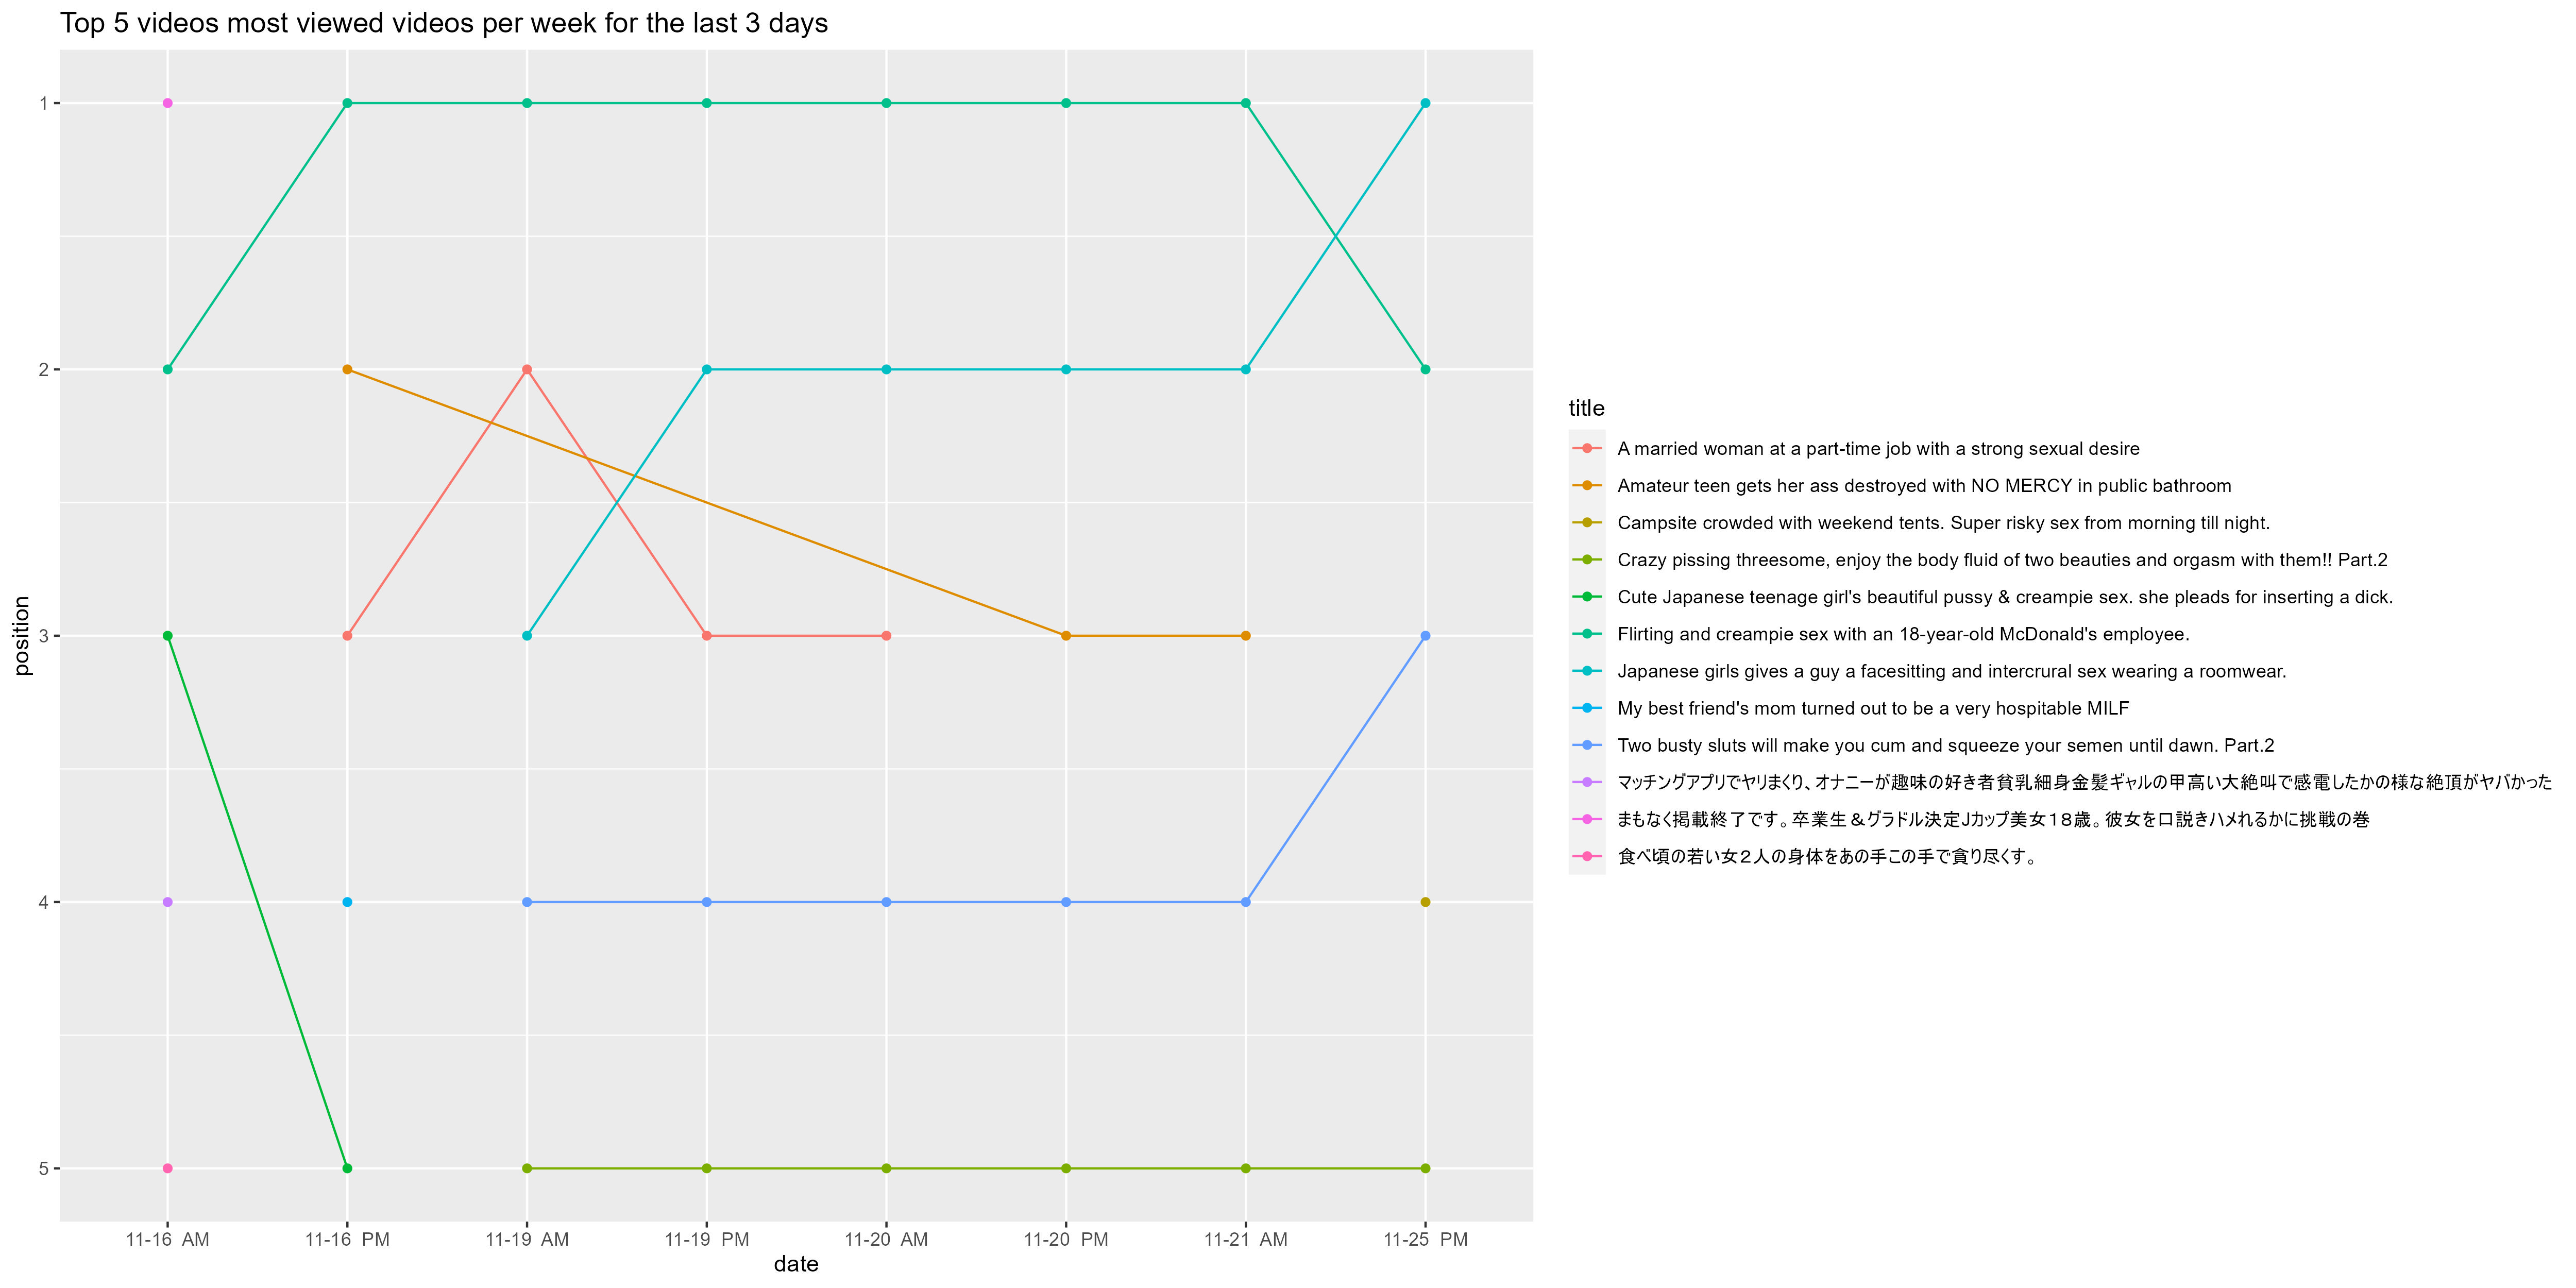 Top 5 videos most viewed videos per week for the last 3 days
position
1
2
3
4
5
11-16 AM
11-16 PM
11-19 AM
11-19 PM
11-20 AM
11-20 PM
11-21 AM
11-25 PM
date
title
A married woman at a part-time job with a strong sexual desire
Amateur teen gets her ass destroyed with NO MERCY in public bathroom
Campsite crowded with weekend tents. Super risky sex from morning till night.
Crazy pissing threesome, enjoy the body fluid of two beauties and orgasm with them!! Part.2
Cute Japanese teenage girl's beautiful pussy & creampie sex. she pleads for inserting a dick.
Flirting and creampie sex with an 18-year-old McDonald's employee.
Japanese girls gives a guy a facesitting and intercrural sex wearing a roomwear.
My best friend's mom turned out to be a very hospitable MILF
Two busty sluts will make you cum and squeeze your semen until dawn. Part.2
マッチングアプリでヤリまくり、オナニーが趣味の好き者貧乳細身金髪ギャルの甲高い大絶叫で感電したかの様な絶頂がヤバかった
まもなく掲載終了です。卒業生＆グラドル決定Jカップ美女１８歳。彼女を口説きハメれるかに挑戦の巻
食べ頃の若い女２人の身体をあの手この手で貪り尽くす。